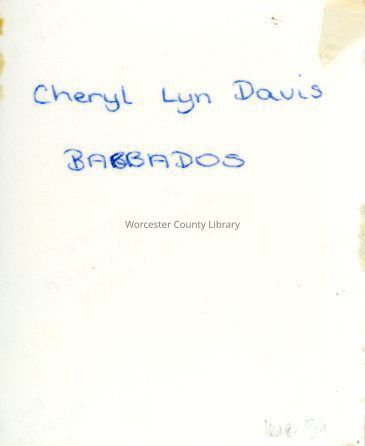 Cheryl Lyn Davis
BARBADOS
Worcester County Library